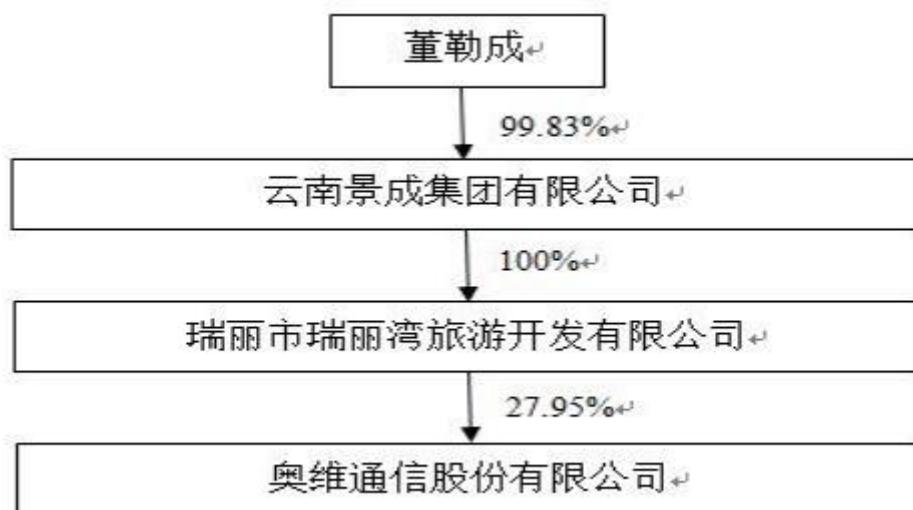 董勒成
99.83%
云南景成集团有限公司
100%
瑞丽市瑞丽湾旅游开发有限公司
27.95%
奥维通信股份有限公司